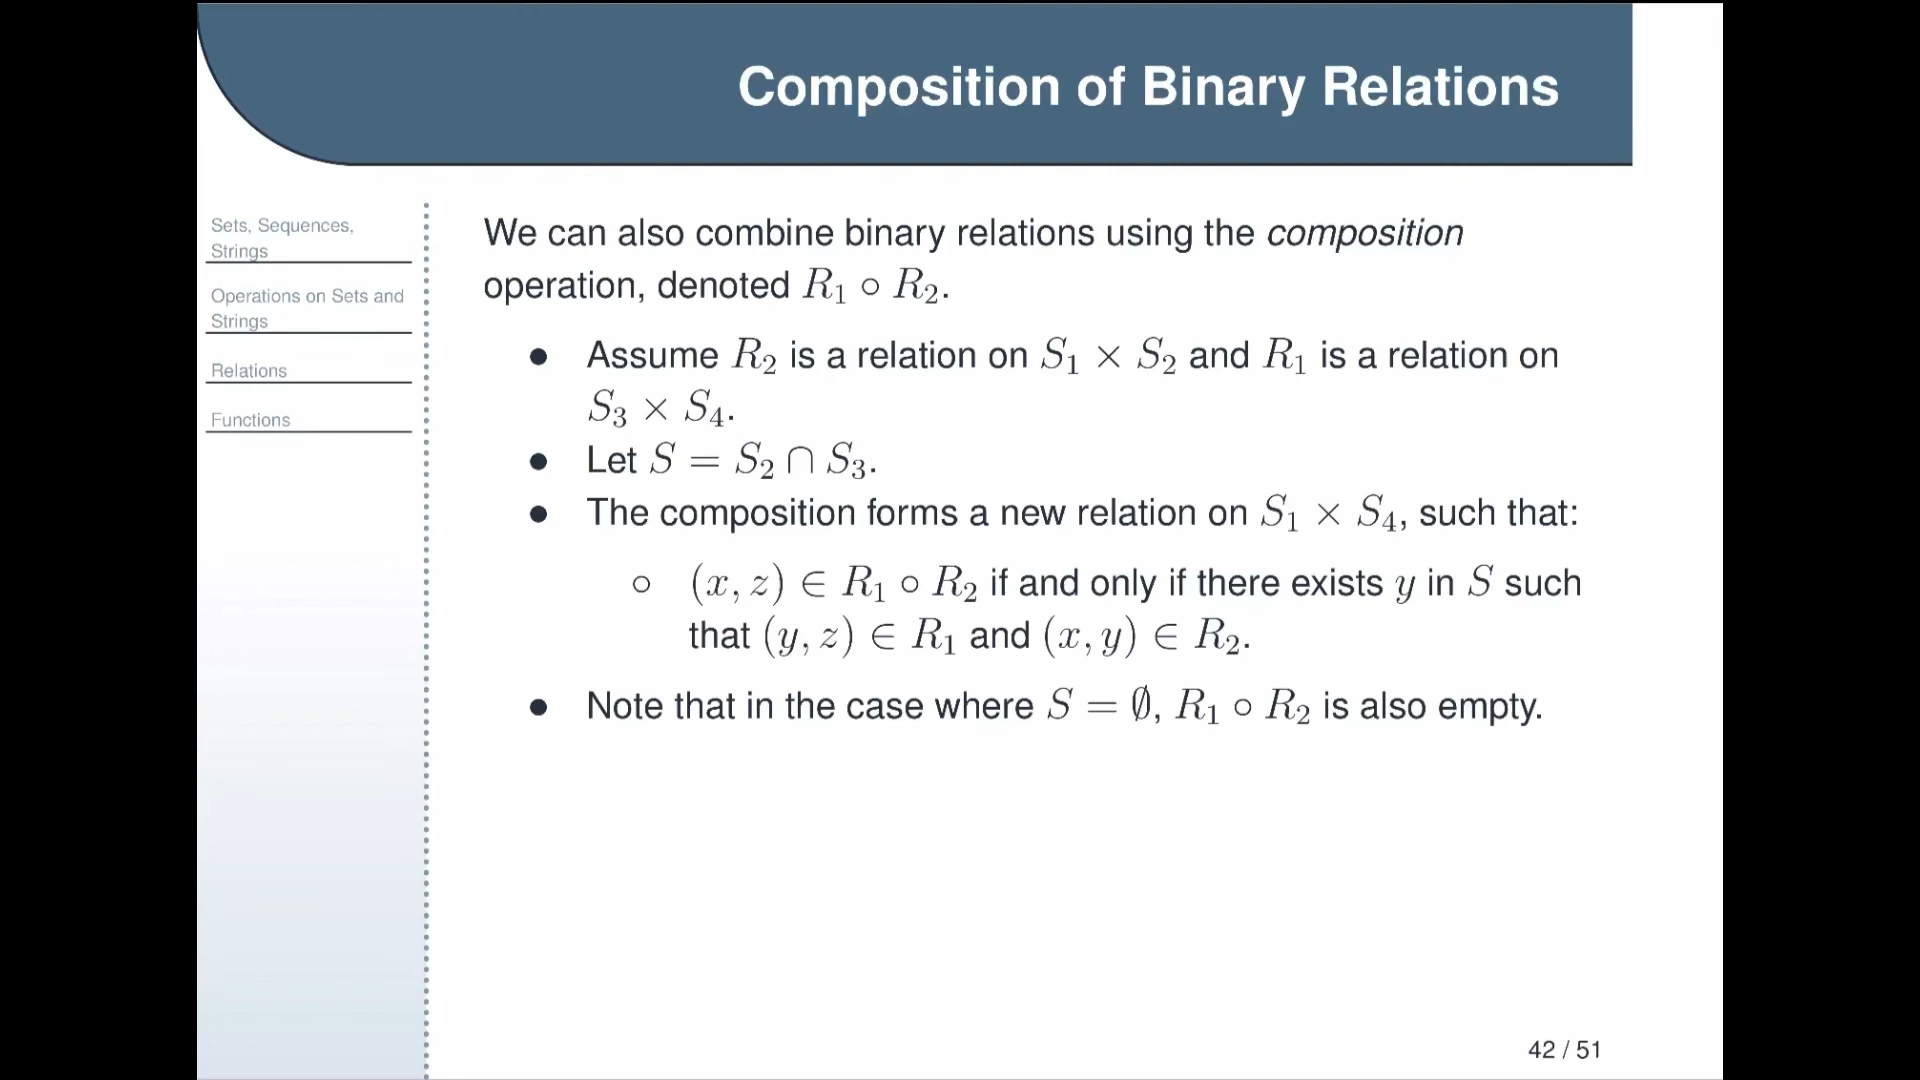 Composition of Binary Relations
Sets, Sequences,
Strings
Operations on Sets and
Strings
Relations
Functions
We can also combine binary relations using the composition
operation, denoted R₁ ∘ R₂.
● Assume R₂ is a relation on S₁ × S₂ and R₁ is a relation on
S₃ × S₄.
● Let S = S₂ ∩ S₃.
● The composition forms a new relation on S₁ × S₄, such that:
○ (x, z) ∈ R₁ ∘ R₂ if and only if there exists y in S such
that (y, z) ∈ R₁ and (x, y) ∈ R₂.
● Note that in the case where S = ∅, R₁ ∘ R₂ is also empty.
42 / 51